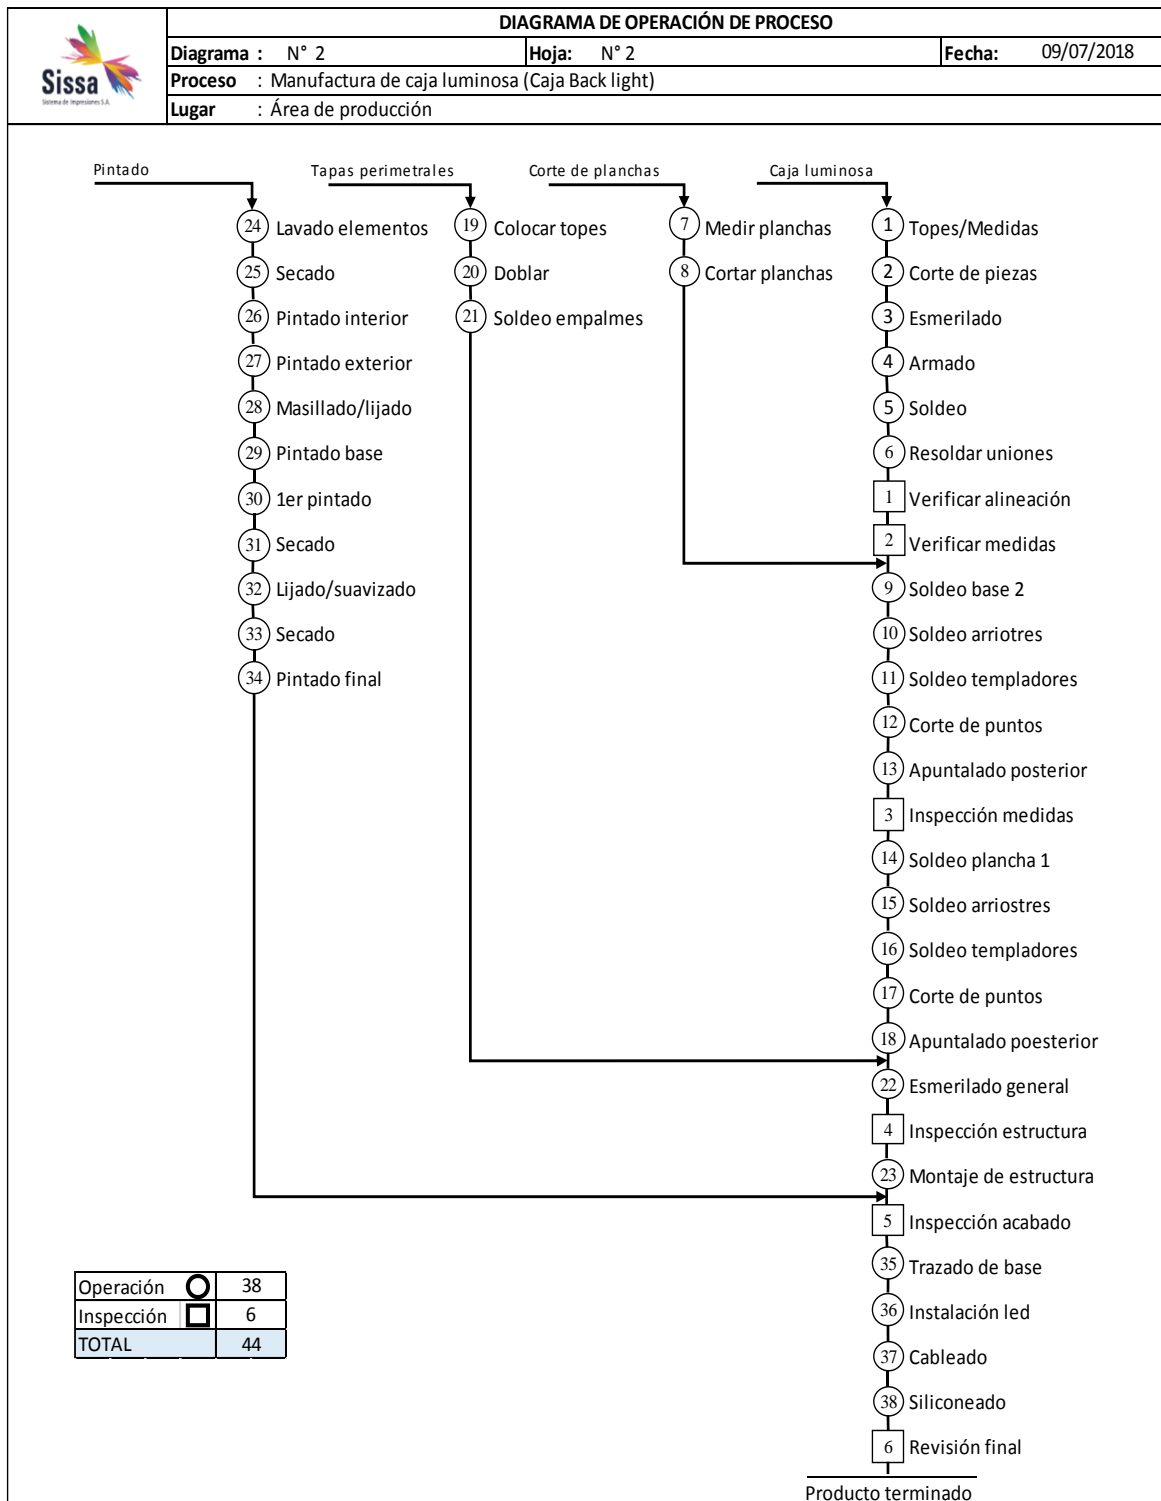 DIAGRAMA DE OPERACIÓN DE PROCESO
Sissa
Sistema de Impresiones S.A.
Diagrama : N° 2 Hoja: N° 2 Fecha: 09/07/2018
Proceso : Manufactura de caja luminosa (Caja Back light)
Lugar : Área de producción
Pintado
24 Lavado elementos
25 Secado
26 Pintado interior
27 Pintado exterior
28 Masillado/lijado
29 Pintado base
30 1er pintado
31 Secado
32 Lijado/suavizado
33 Secado
34 Pintado final
Tapas perimetrales
19 Colocar topes
20 Doblar
21 Soldeo empalmes
Corte de planchas
7 Medir planchas
8 Cortar planchas
Caja luminosa
1 Topes/Medidas
2 Corte de piezas
3 Esmerilado
4 Armado
5 Soldeo
6 Resoldar uniones
1 Verificar alineación
2 Verificar medidas
9 Soldeo base 2
10 Soldeo arriotres
11 Soldeo templadores
12 Corte de puntos
13 Apuntalado posterior
3 Inspección medidas
14 Soldeo plancha 1
15 Soldeo arriostres
16 Soldeo templadores
17 Corte de puntos
18 Apuntalado poesterior
22 Esmerilado general
4 Inspección estructura
23 Montaje de estructura
5 Inspección acabado
35 Trazado de base
36 Instalación led
37 Cableado
38 Siliconeado
6 Revisión final
Producto terminado
Operación 38
Inspección 6
TOTAL 44